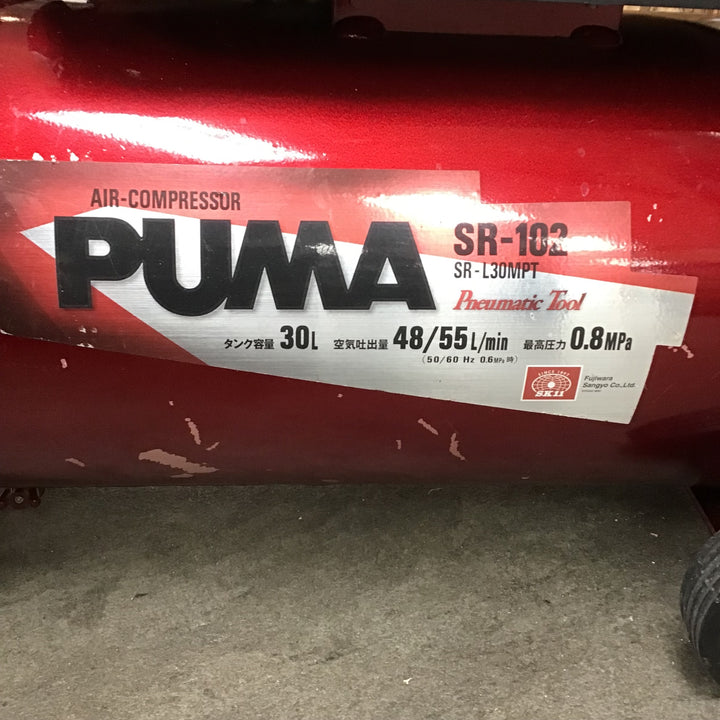 AIR-COMPRESSOR
PUMA
SR-102
SR-L30MPT
Pneumatic Tool
タンク容量 30L 空気吐出量 48/55 L/min 最高圧力 0.8MPa
(50/60 Hz 0.6MPa 時)
SK11
Fujiwara
Sangyo Co.,Ltd.